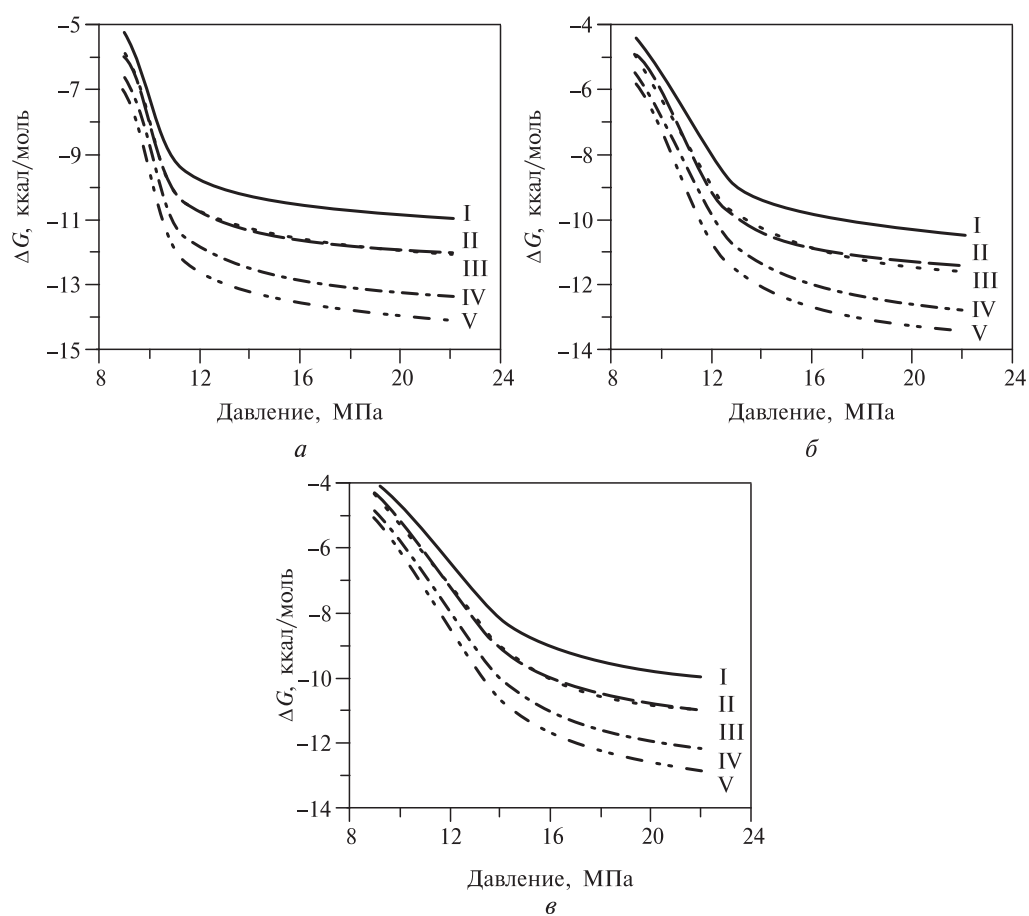 −5
−7
−9
−11
−13
−15
ΔG, ккал/моль
I
II
III
IV
V
8
12
16
20
24
Давление, МПа
а
−4
−6
−8
−10
−12
−14
ΔG, ккал/моль
I
II
III
IV
V
8
12
16
20
24
Давление, МПа
б
−4
−6
−8
−10
−12
−14
ΔG, ккал/моль
I
II
III
IV
V
8
12
16
20
24
Давление, МПа
в